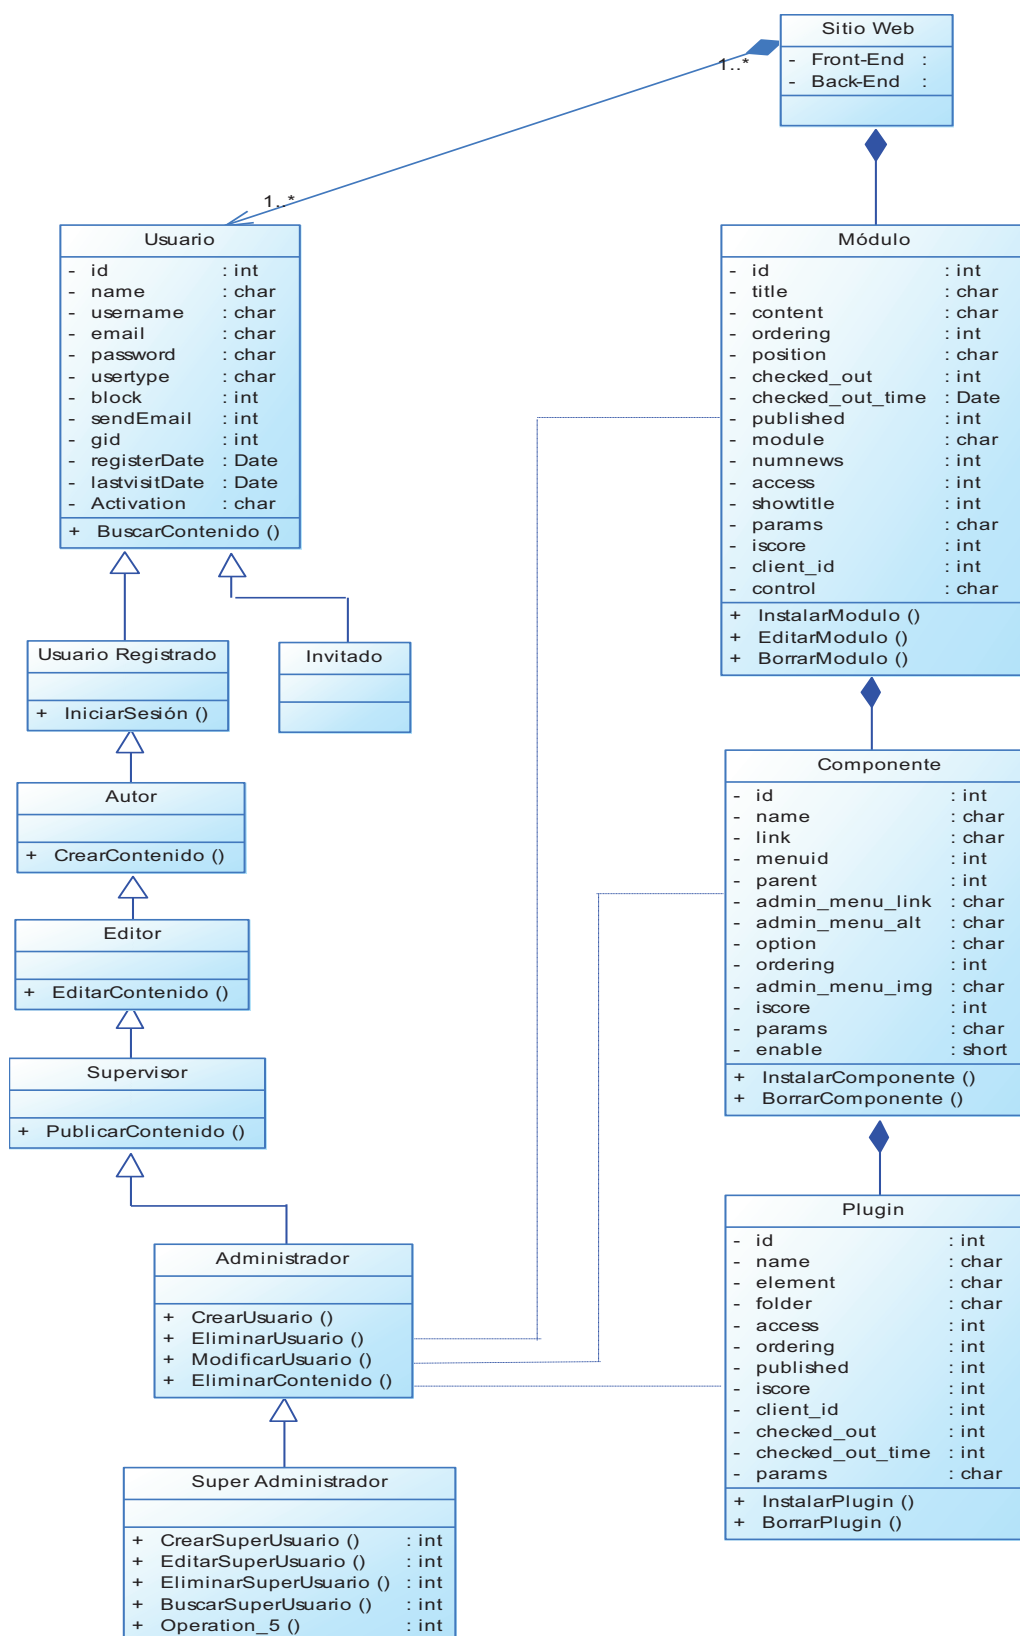 Sitio Web
- Front-End :
- Back-End :
1..*
1..*
Usuario
- id : int
- name : char
- username : char
- email : char
- password : char
- usertype : char
- block : int
- sendEmail : int
- gid : int
- registerDate : Date
- lastvisitDate : Date
- Activation : char
+ BuscarContenido ()
Módulo
- id : int
- title : char
- content : char
- ordering : int
- position : char
- checked_out : int
- checked_out_time : Date
- published : int
- module : char
- numnews : int
- access : int
- showtitle : int
- params : char
- iscore : int
- client_id : int
- control : char
+ InstalarModulo ()
+ EditarModulo ()
+ BorrarModulo ()
Usuario Registrado
+ IniciarSesión ()
Invitado
Autor
+ CrearContenido ()
Editor
+ EditarContenido ()
Supervisor
+ PublicarContenido ()
Componente
- id : int
- name : char
- link : char
- menuid : int
- parent : int
- admin_menu_link : char
- admin_menu_alt : char
- option : char
- ordering : int
- admin_menu_img : char
- iscore : int
- params : char
- enable : short
+ InstalarComponente ()
+ BorrarComponente ()
Administrador
+ CrearUsuario ()
+ EliminarUsuario ()
+ ModificarUsuario ()
+ EliminarContenido ()
Plugin
- id : int
- name : char
- element : char
- folder : char
- access : int
- ordering : int
- published : int
- iscore : int
- client_id : int
- checked_out : int
- checked_out_time : int
- params : char
+ InstalarPlugin ()
+ BorrarPlugin ()
Super Administrador
+ CrearSuperUsuario () : int
+ EditarSuperUsuario () : int
+ EliminarSuperUsuario () : int
+ BuscarSuperUsuario () : int
+ Operation_5 () : int